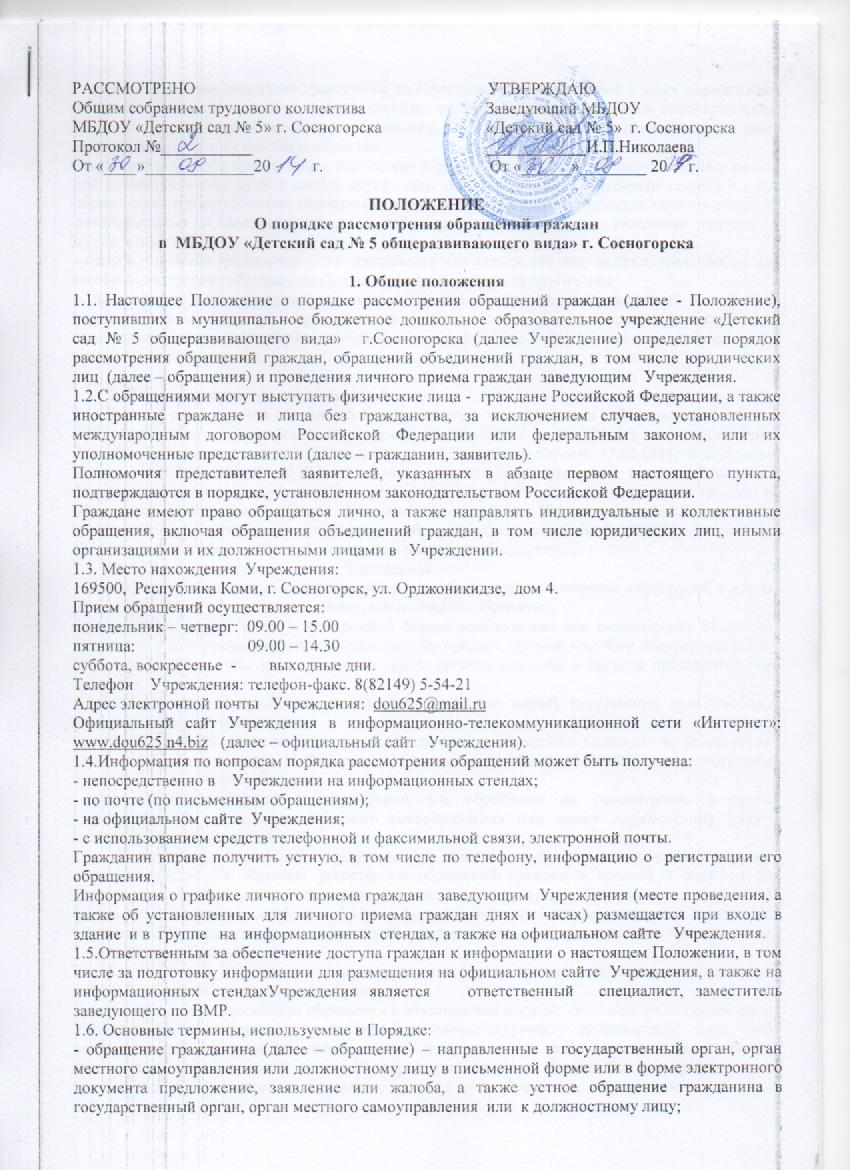 РАССМОТРЕНО
Общим собранием трудового коллектива
МБДОУ «Детский сад № 5» г. Сосногорска
Протокол № 2
От « 30 » 08 2014 г.
УТВЕРЖДАЮ
Заведующий МБДОУ
«Детский сад № 5» г. Сосногорска
И.П.Николаева
От « 30 » 08 2014 г.
ПОЛОЖЕНИЕ
О порядке рассмотрения обращений граждан
в МБДОУ «Детский сад № 5 общеразвивающего вида» г. Сосногорска
1. Общие положения
1.1. Настоящее Положение о порядке рассмотрения обращений граждан (далее - Положение),
поступивших в муниципальное бюджетное дошкольное образовательное учреждение «Детский
сад № 5 общеразвивающего вида» г.Сосногорска (далее Учреждение) определяет порядок
рассмотрения обращений граждан, обращений объединений граждан, в том числе юридических
лиц (далее – обращения) и проведения личного приема граждан заведующим Учреждения.
1.2.С обращениями могут выступать физические лица - граждане Российской Федерации, а также
иностранные граждане и лица без гражданства, за исключением случаев, установленных
международным договором Российской Федерации или федеральным законом, или их
уполномоченные представители (далее – гражданин, заявитель).
Полномочия представителей заявителей, указанных в абзаце первом настоящего пункта,
подтверждаются в порядке, установленном законодательством Российской Федерации.
Граждане имеют право обращаться лично, а также направлять индивидуальные и коллективные
обращения, включая обращения объединений граждан, в том числе юридических лиц, иными
организациями и их должностными лицами в Учреждении.
1.3. Место нахождения Учреждения:
169500, Республика Коми, г. Сосногорск, ул. Орджоникидзе, дом 4.
Прием обращений осуществляется:
понедельник – четверг: 09.00 – 15.00
пятница: 09.00 – 14.30
суббота, воскресенье - выходные дни.
Телефон Учреждения: телефон-факс. 8(82149) 5-54-21
Адрес электронной почты Учреждения: dou625@mail.ru
Официальный сайт Учреждения в информационно-телекоммуникационной сети «Интернет»:
www.dou625.n4.biz (далее – официальный сайт Учреждения).
1.4.Информация по вопросам порядка рассмотрения обращений может быть получена:
- непосредственно в Учреждении на информационных стендах;
- по почте (по письменным обращениям);
- на официальном сайте Учреждения;
- с использованием средств телефонной и факсимильной связи, электронной почты.
Гражданин вправе получить устную, в том числе по телефону, информацию о регистрации его
обращения.
Информация о графике личного приема граждан заведующим Учреждения (месте проведения, а
также об установленных для личного приема граждан днях и часах) размещается при входе в
здание и в группе на информационных стендах, а также на официальном сайте Учреждения.
1.5.Ответственным за обеспечение доступа граждан к информации о настоящем Положении, в том
числе за подготовку информации для размещения на официальном сайте Учреждения, а также на
информационных стендахУчреждения является ответственный специалист, заместитель
заведующего по ВМР.
1.6. Основные термины, используемые в Порядке:
- обращение гражданина (далее – обращение) – направленные в государственный орган, орган
местного самоуправления или должностному лицу в письменной форме или в форме электронного
документа предложение, заявление или жалоба, а также устное обращение гражданина в
государственный орган, орган местного самоуправления или к должностному лицу;